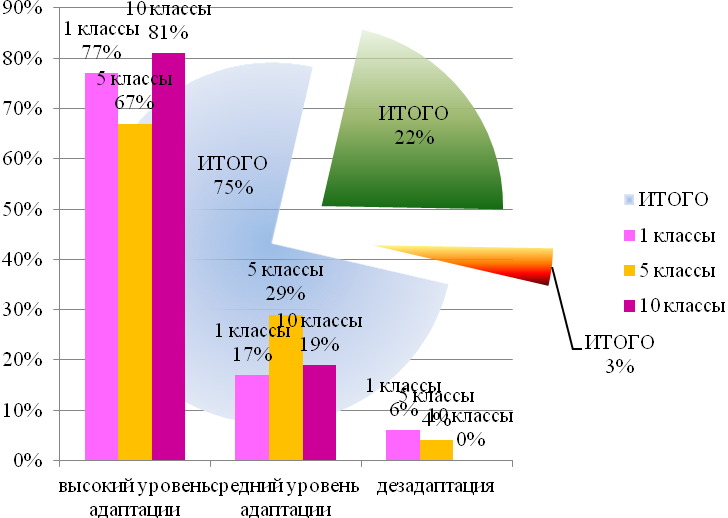 90%
80%
70%
60%
50%
40%
30%
20%
10%
0%
1 классы
77%
5 классы
67%
10 классы
81%
ИТОГО
75%
ИТОГО
22%
ИТОГО
3%
1 классы
17%
5 классы
29%
10 классы
19%
1 классы
6%
5 классы
4%
10 классы
0%
высокий уровень
адаптации
средний уровень
адаптации
дезадаптация
ИТОГО
1 классы
5 классы
10 классы